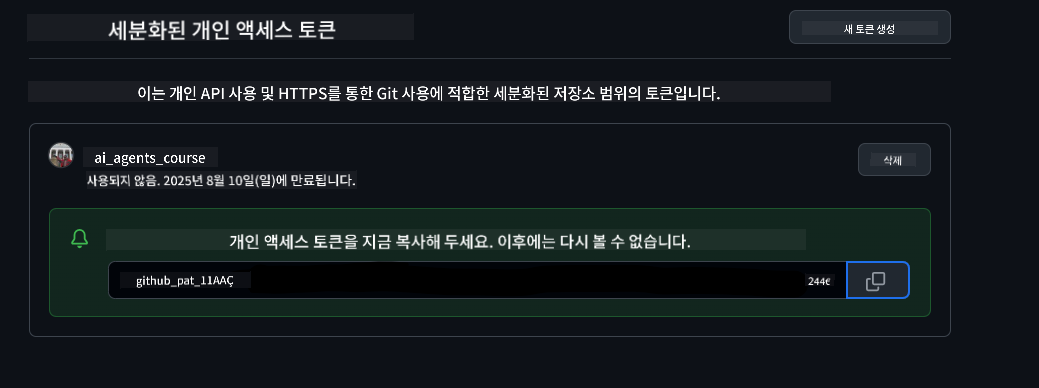 세분화된 개인 액세스 토큰
새 토큰 생성
이는 개인 API 사용 및 HTTPS를 통한 Git 사용에 적합한 세분화된 저장소 범위의 토큰입니다.
ai_agents_course
삭제
사용되지 않음. 2025년 8월 10일(일)에 만료됩니다.
개인 액세스 토큰을 지금 복사해 두세요. 이후에는 다시 볼 수 없습니다.
github_pat_11AAÇ 244€